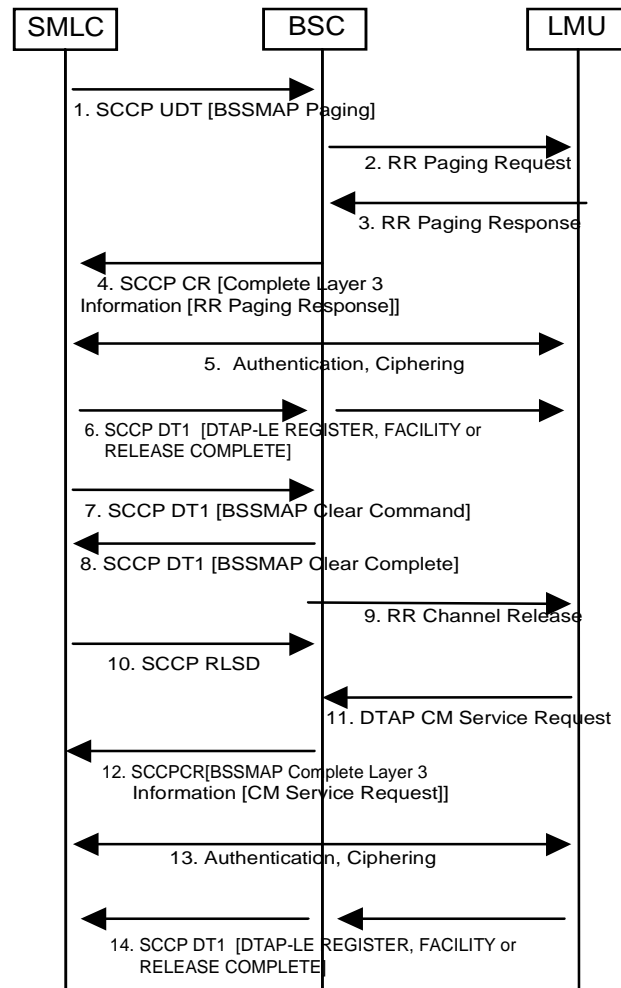 SMLC
BSC
LMU
1. SCCP UDT [BSSMAP Paging]
2. RR Paging Request
3. RR Paging Response
4. SCCP CR [Complete Layer 3
Information [RR Paging Response]]
5. Authentication, Ciphering
6. SCCP DT1 [DTAP-LE REGISTER, FACILITY or
RELEASE COMPLETE]
7. SCCP DT1 [BSSMAP Clear Command]
8. SCCP DT1 [BSSMAP Clear Complete]
9. RR Channel Release
10. SCCP RLSD
11. DTAP CM Service Request
12. SCCPCR[BSSMAP Complete Layer 3
Information [CM Service Request]]
13. Authentication, Ciphering
14. SCCP DT1 [DTAP-LE REGISTER, FACILITY or
RELEASE COMPLETE]